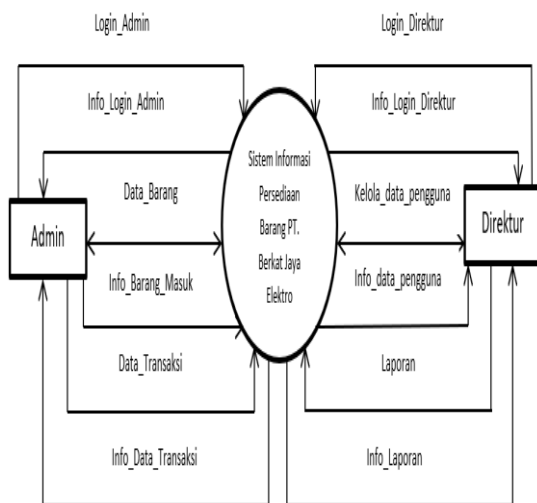 Login_Admin
Login_Direktur
Info_Login_Admin
Info_Login_Direktur
Sistem Informasi
Persediaan
Barang PT.
Berkat Jaya
Elektro
Data_Barang
Kelola_data_pengguna
Admin
Direktur
Info_Barang_Masuk
Info_data_pengguna
Data_Transaksi
Laporan
Info_Data_Transaksi
Info_Laporan